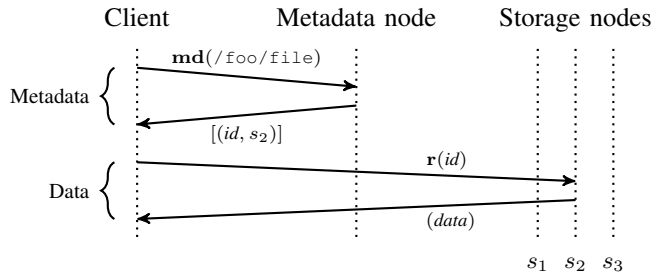 Client Metadata node Storage nodes
md(/foo/file)
Metadata
[(id, s₂)]
r(id)
Data
(data)
s₁ s₂ s₃